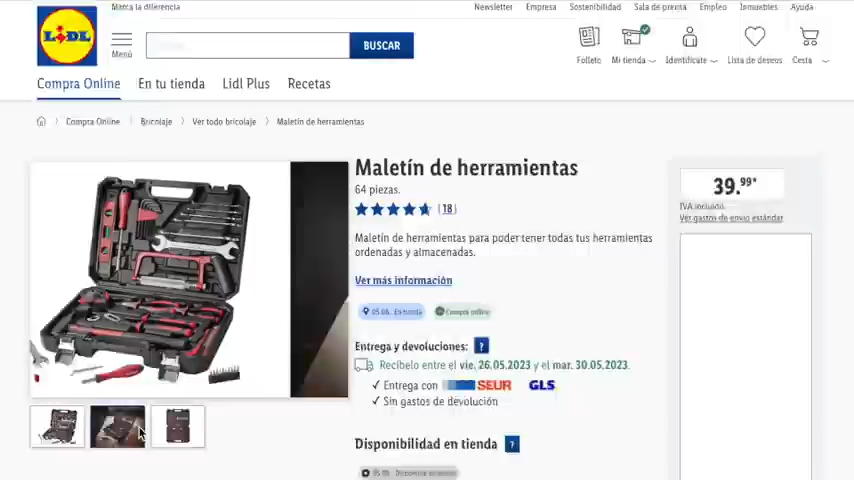 Marca la diferencia
Newsletter Empresa Sostenibilidad Sala de prensa Empleo Inmuebles Ayuda
LIDL
Menú
BUSCAR
Folleto Mi tienda Identifícate Lista de deseos Cesta
Compra Online En tu tienda Lidl Plus Recetas
Compra Online Bricolaje Ver todo bricolaje Maletín de herramientas
Maletín de herramientas
64 piezas.
(18)
Maletín de herramientas para poder tener todas tus herramientas
ordenadas y almacenadas.
Ver más información
05.06. En tienda Compra online
Entrega y devoluciones: ?
Recíbelo entre el vie. 26.05.2023 y el mar. 30.05.2023.
✓ Entrega con SEUR GLS
✓ Sin gastos de devolución
Disponibilidad en tienda ?
39.99*
IVA incluido.
Ver gastos de envío estándar